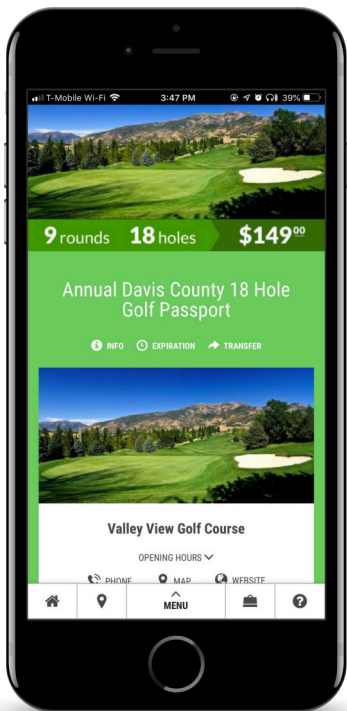 T-Mobile Wi-Fi 3:47 PM 39%
9 rounds 18 holes $149.00
Annual Davis County 18 Hole
Golf Passport
INFO EXPIRATION TRANSFER
Valley View Golf Course
OPENING HOURS
PHONE MAP WEBSITE
MENU